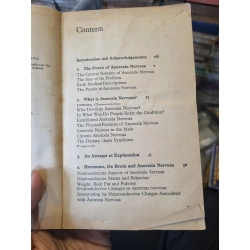 Contents
Introduction and Acknowledgements
1. The Fears of Anorexia Nervosa
The Central Features of Anorexia Nervosa
The Size of the Problem
Early Medical Descriptions
The People of Anorexia Nervosa
2. What Is Anorexia Nervosa?
Defining Characteristics
Who Develops Anorexia Nervosa?
In What Way Do People Enter the Condition?
Established Anorexia Nervosa
The Physical Features of Anorexia Nervosa
Anorexia Nervosa in the Male
Chronic Anorexia Nervosa
The Dietary Chaos Syndrome
Prognosis
3. An Attempt at Explanation
4. Hormones, the Brain and Anorexia Nervosa
Neuroendocrine Aspects of Anorexia Nervosa
Neuroendocrine Status and Behaviour
Weight, Body Fat and Puberty
Neuroendocrine Changes in Anorexia Nervosa
Interpreting the Neuroendocrine Changes Associated
with Anorexia Nervosa